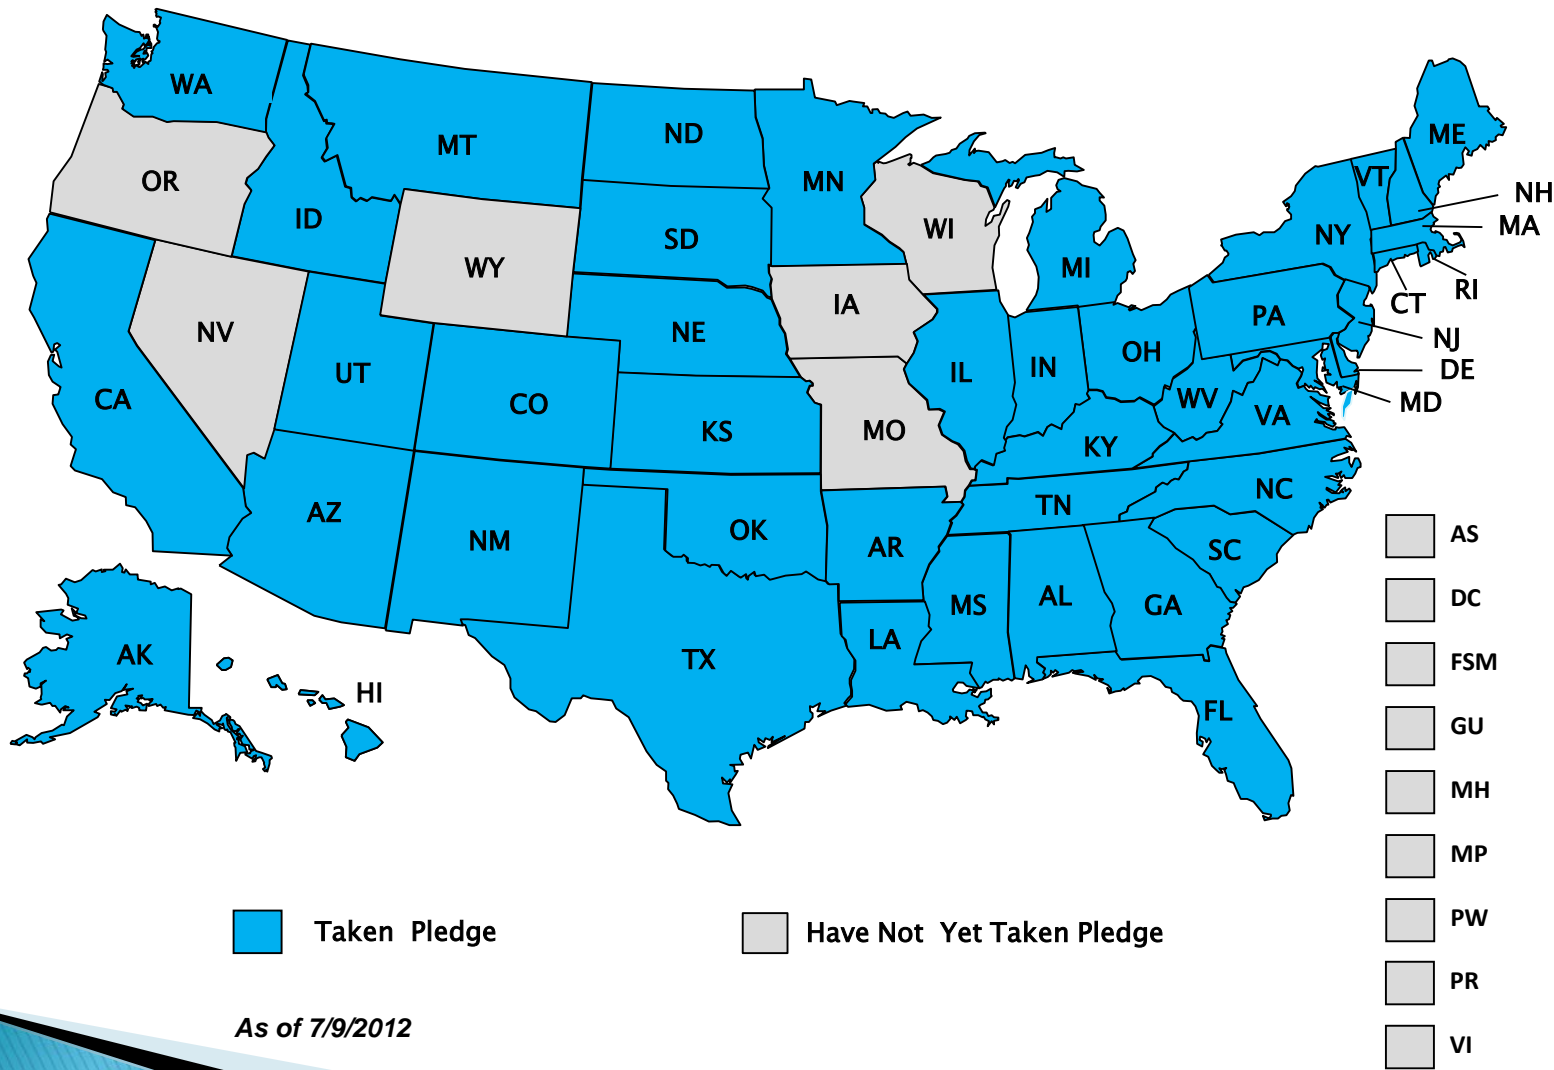 WA
MT
ND
MN
ME
VT
OR
ID
SD
WI
NH
MA
NY
WY
MI
RI
CT
IA
NV
NE
PA
NJ
UT
OH
IN
IL
DE
CA
CO
WV
MD
VA
KS
MO
KY
AZ
NM
OK
TN
NC
AR
SC
MS
AL
GA
LA
AK
TX
HI
FL
AS
DC
FSM
GU
MH
MP
PW
PR
VI
Taken Pledge
Have Not Yet Taken Pledge
As of 7/9/2012